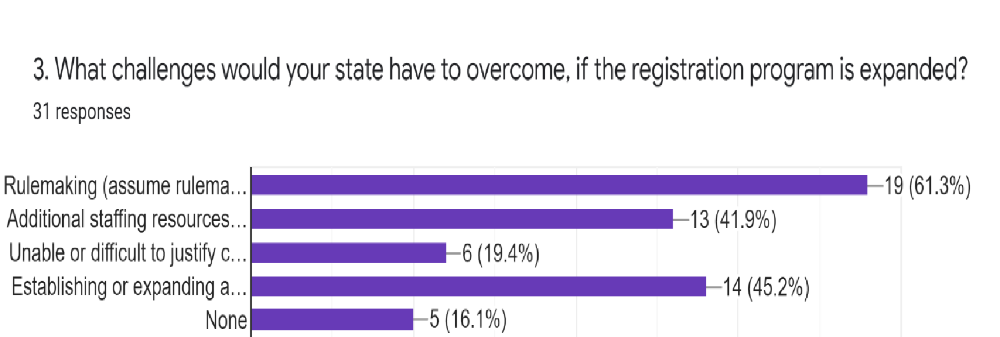 3. What challenges would your state have to overcome, if the registration program is expanded?
31 responses
Rulemaking (assume rulema... 19 (61.3%)
Additional staffing resources... 13 (41.9%)
Unable or difficult to justify c... 6 (19.4%)
Establishing or expanding a... 14 (45.2%)
None 5 (16.1%)